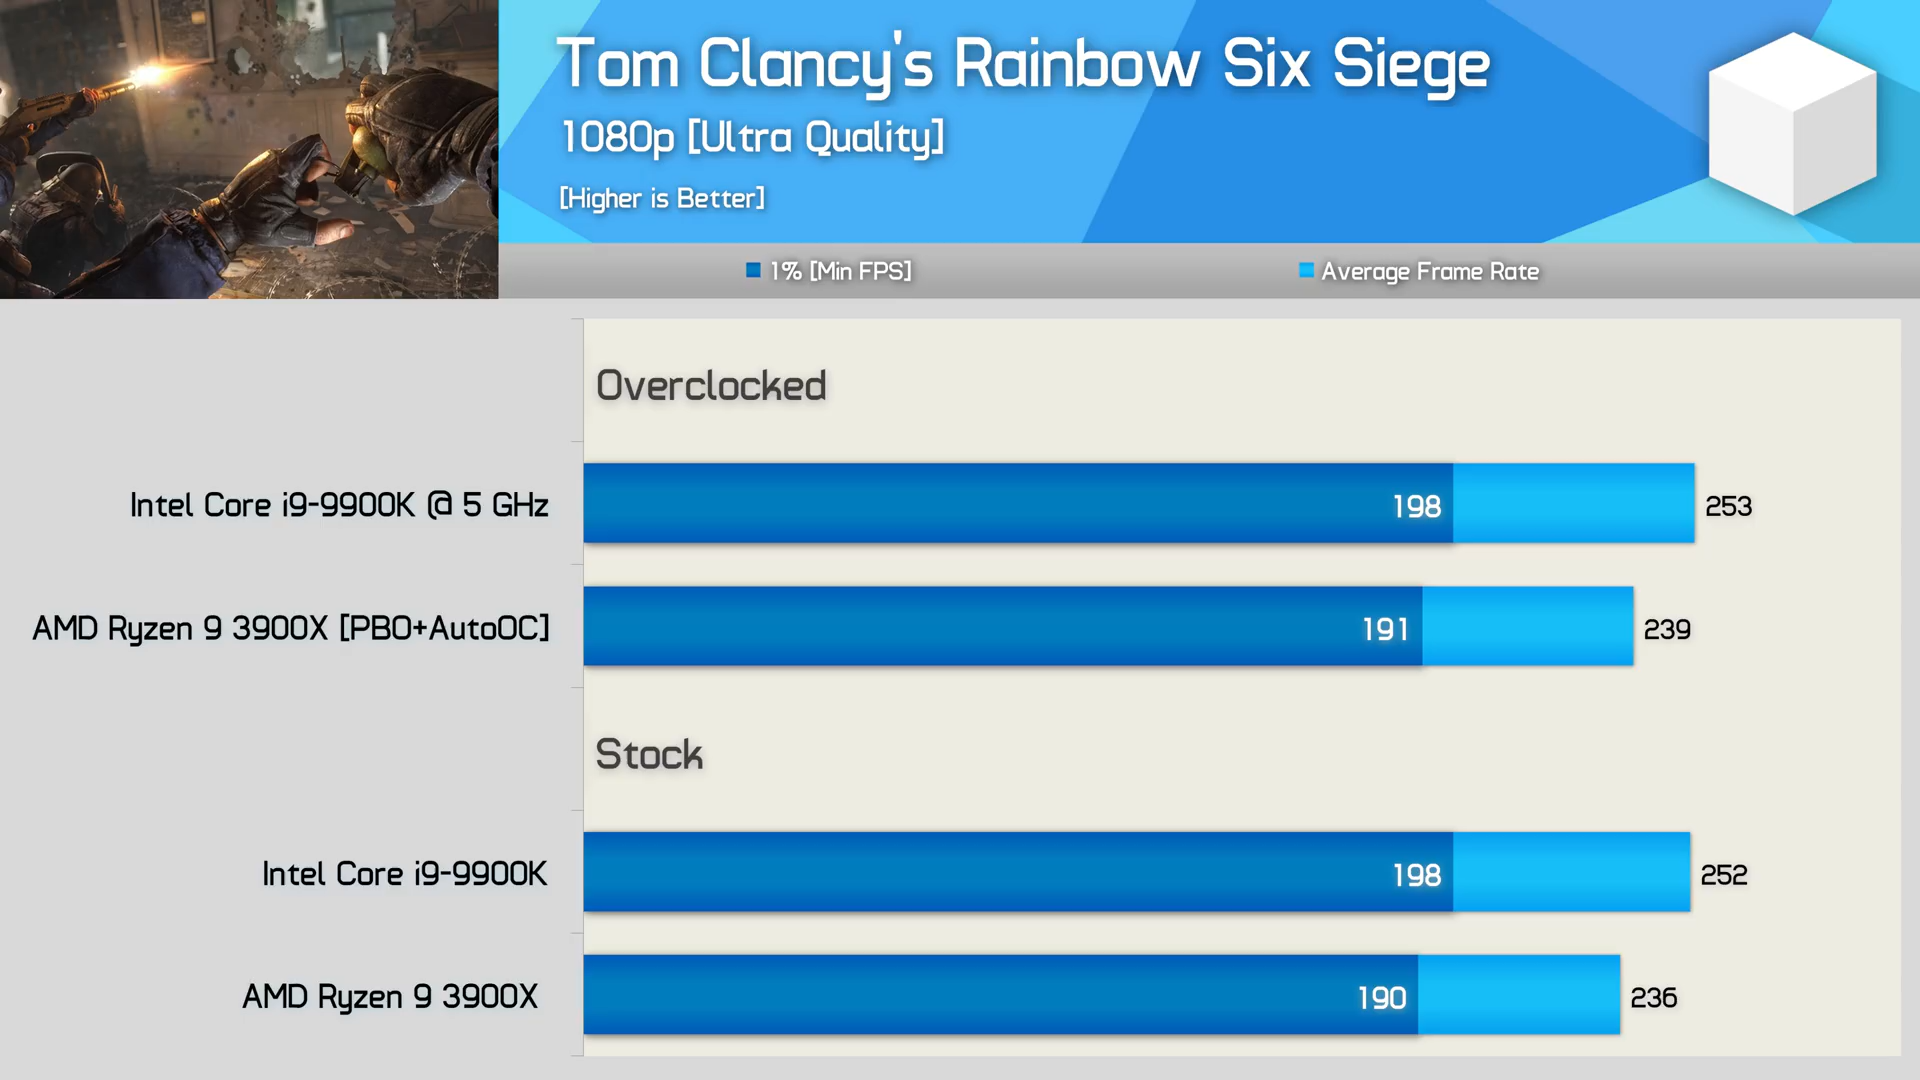 Tom Clancy's Rainbow Six Siege
1080p [Ultra Quality]
[Higher is Better]
1% [Min FPS]
Average Frame Rate
Overclocked
Intel Core i9-9900K @ 5 GHz
198
253
AMD Ryzen 9 3900X [PBO+AutoOC]
191
239
Stock
Intel Core i9-9900K
198
252
AMD Ryzen 9 3900X
190
236